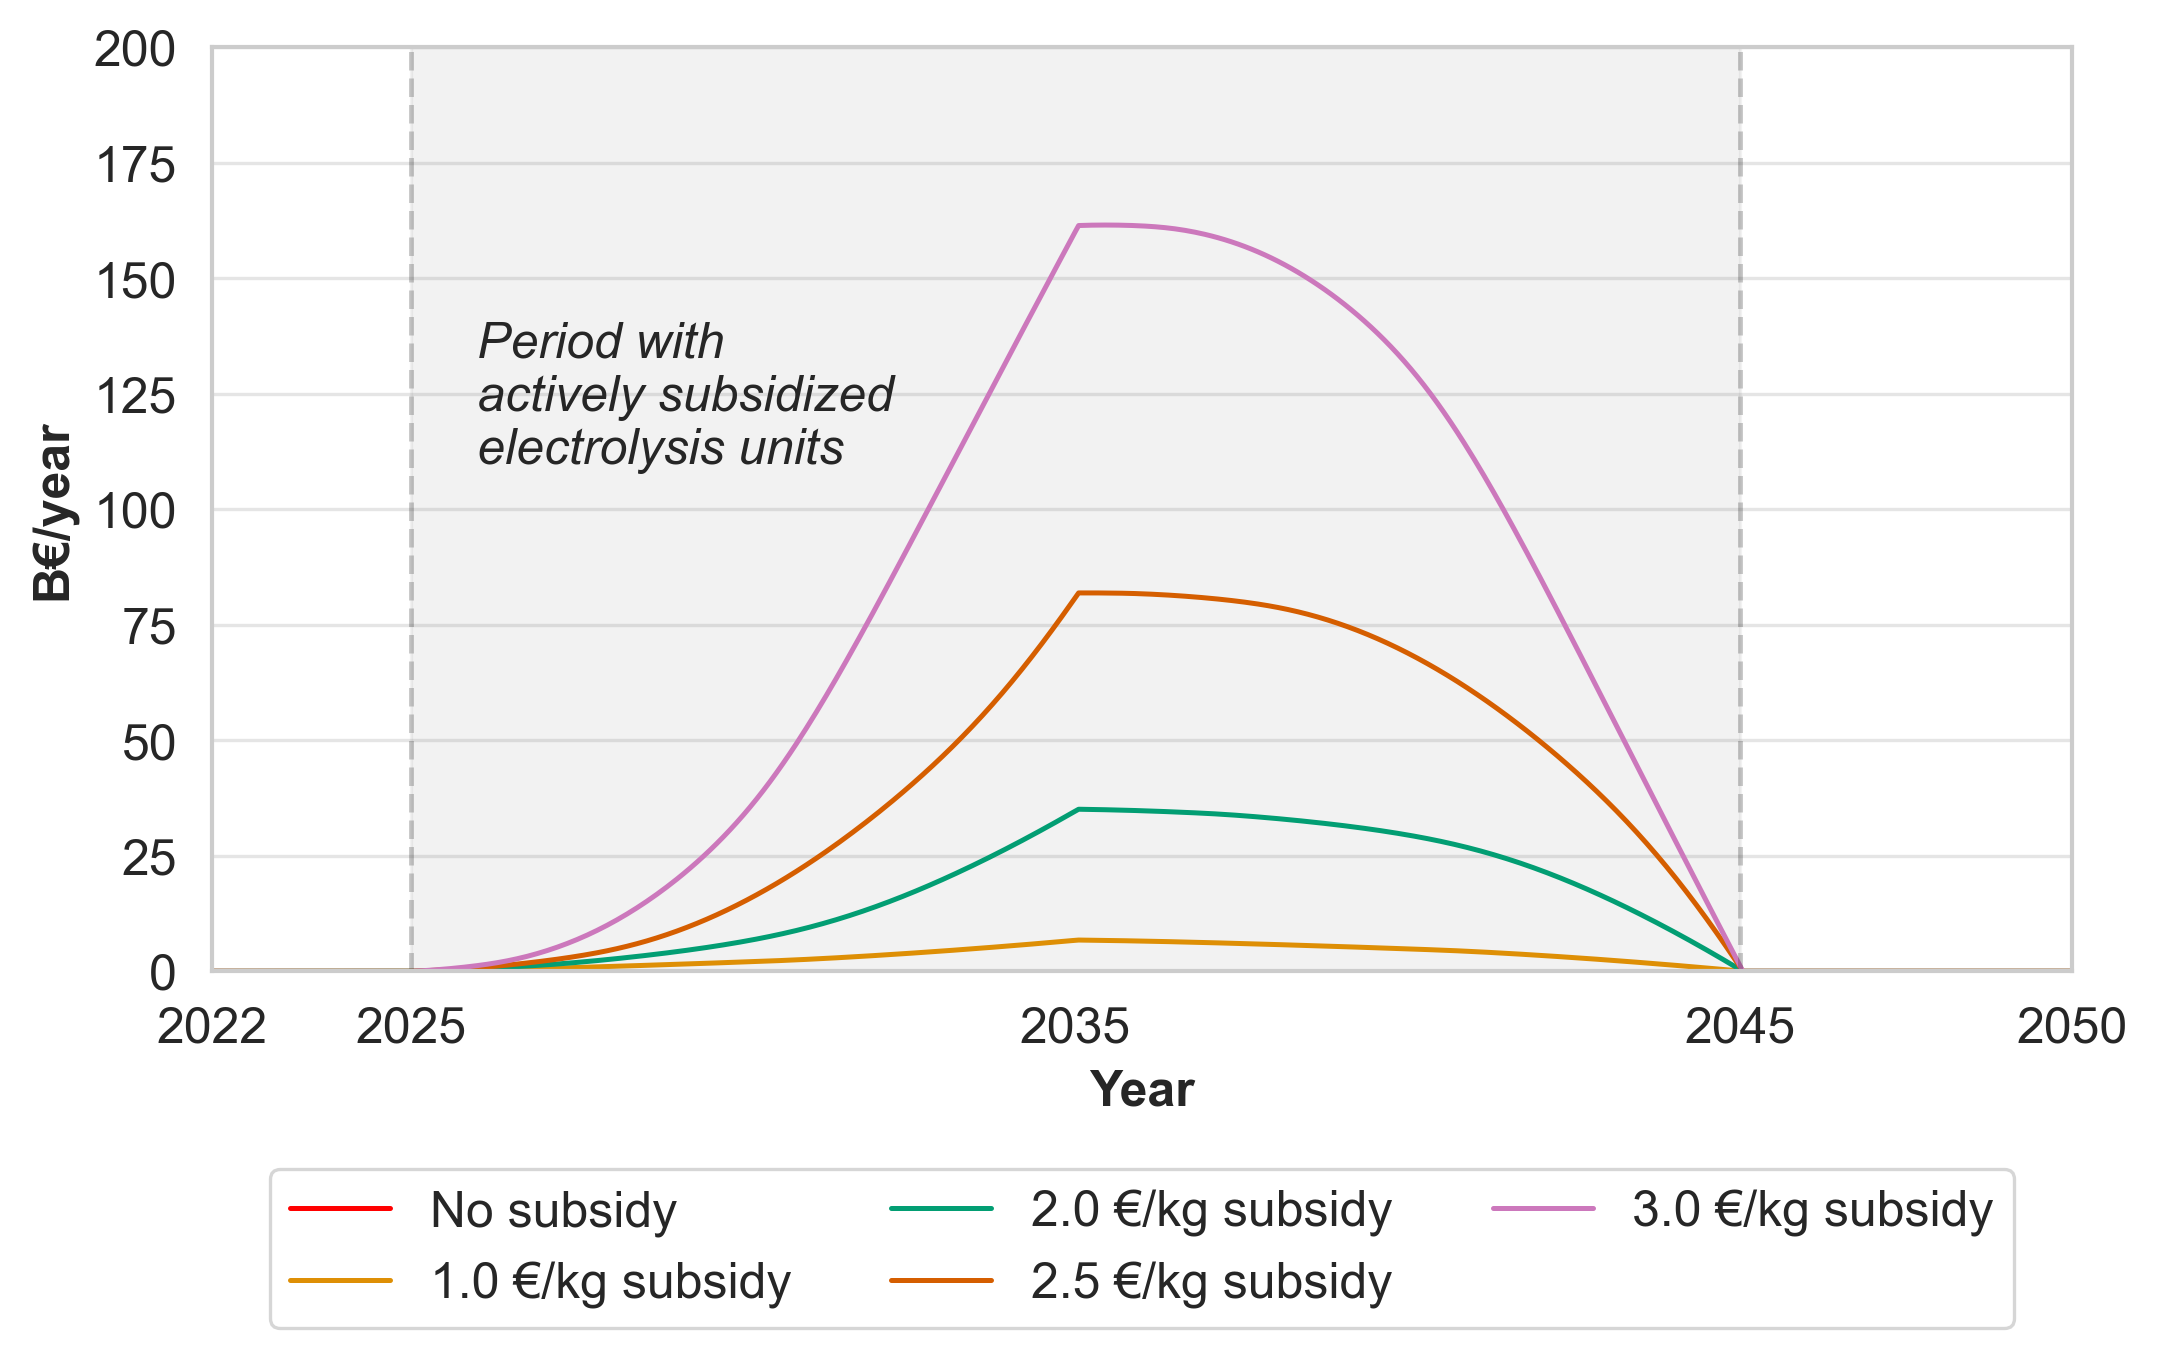 200
175
150
125
100
75
50
25
0
B€/year
Period with
actively subsidized
electrolysis units
2022
2025
2035
2045
2050
Year
No subsidy
1.0 €/kg subsidy
2.0 €/kg subsidy
2.5 €/kg subsidy
3.0 €/kg subsidy